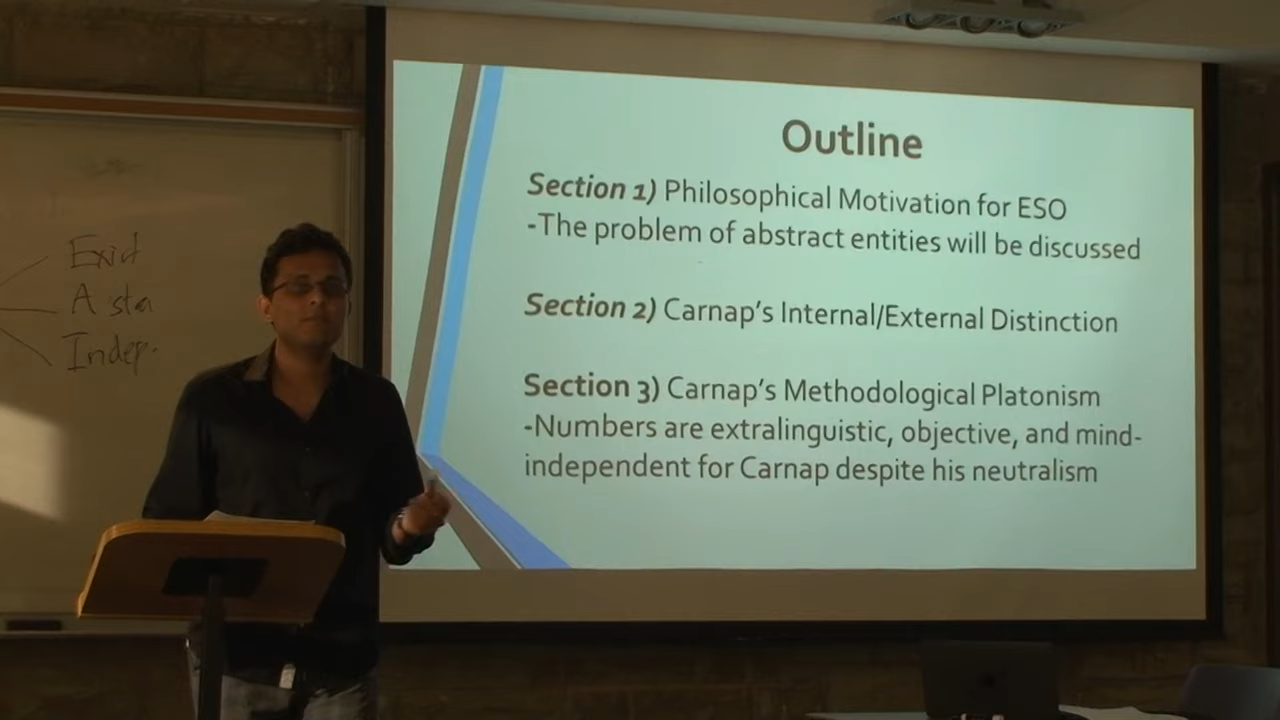 Exist
Indep.
Outline
Section 1) Philosophical Motivation for ESO
-The problem of abstract entities will be discussed
Section 2) Carnap's Internal/External Distinction
Section 3) Carnap's Methodological Platonism
-Numbers are extralinguistic, objective, and mind-
independent for Carnap despite his neutralism